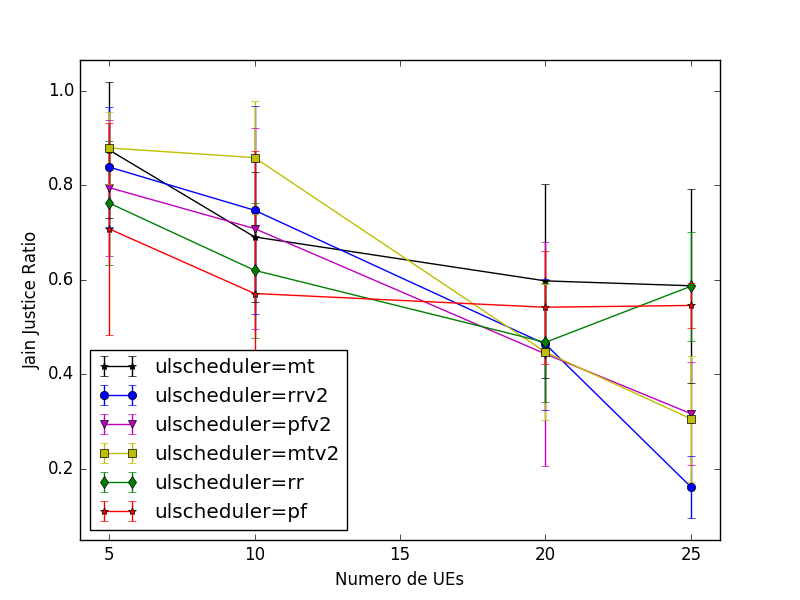 1.0
0.8
0.6
0.4
0.2
Jain Justice Ratio
ulscheduler=mt
ulscheduler=rrv2
ulscheduler=pfv2
ulscheduler=mtv2
ulscheduler=rr
ulscheduler=pf
5
10
15
20
25
Numero de UEs